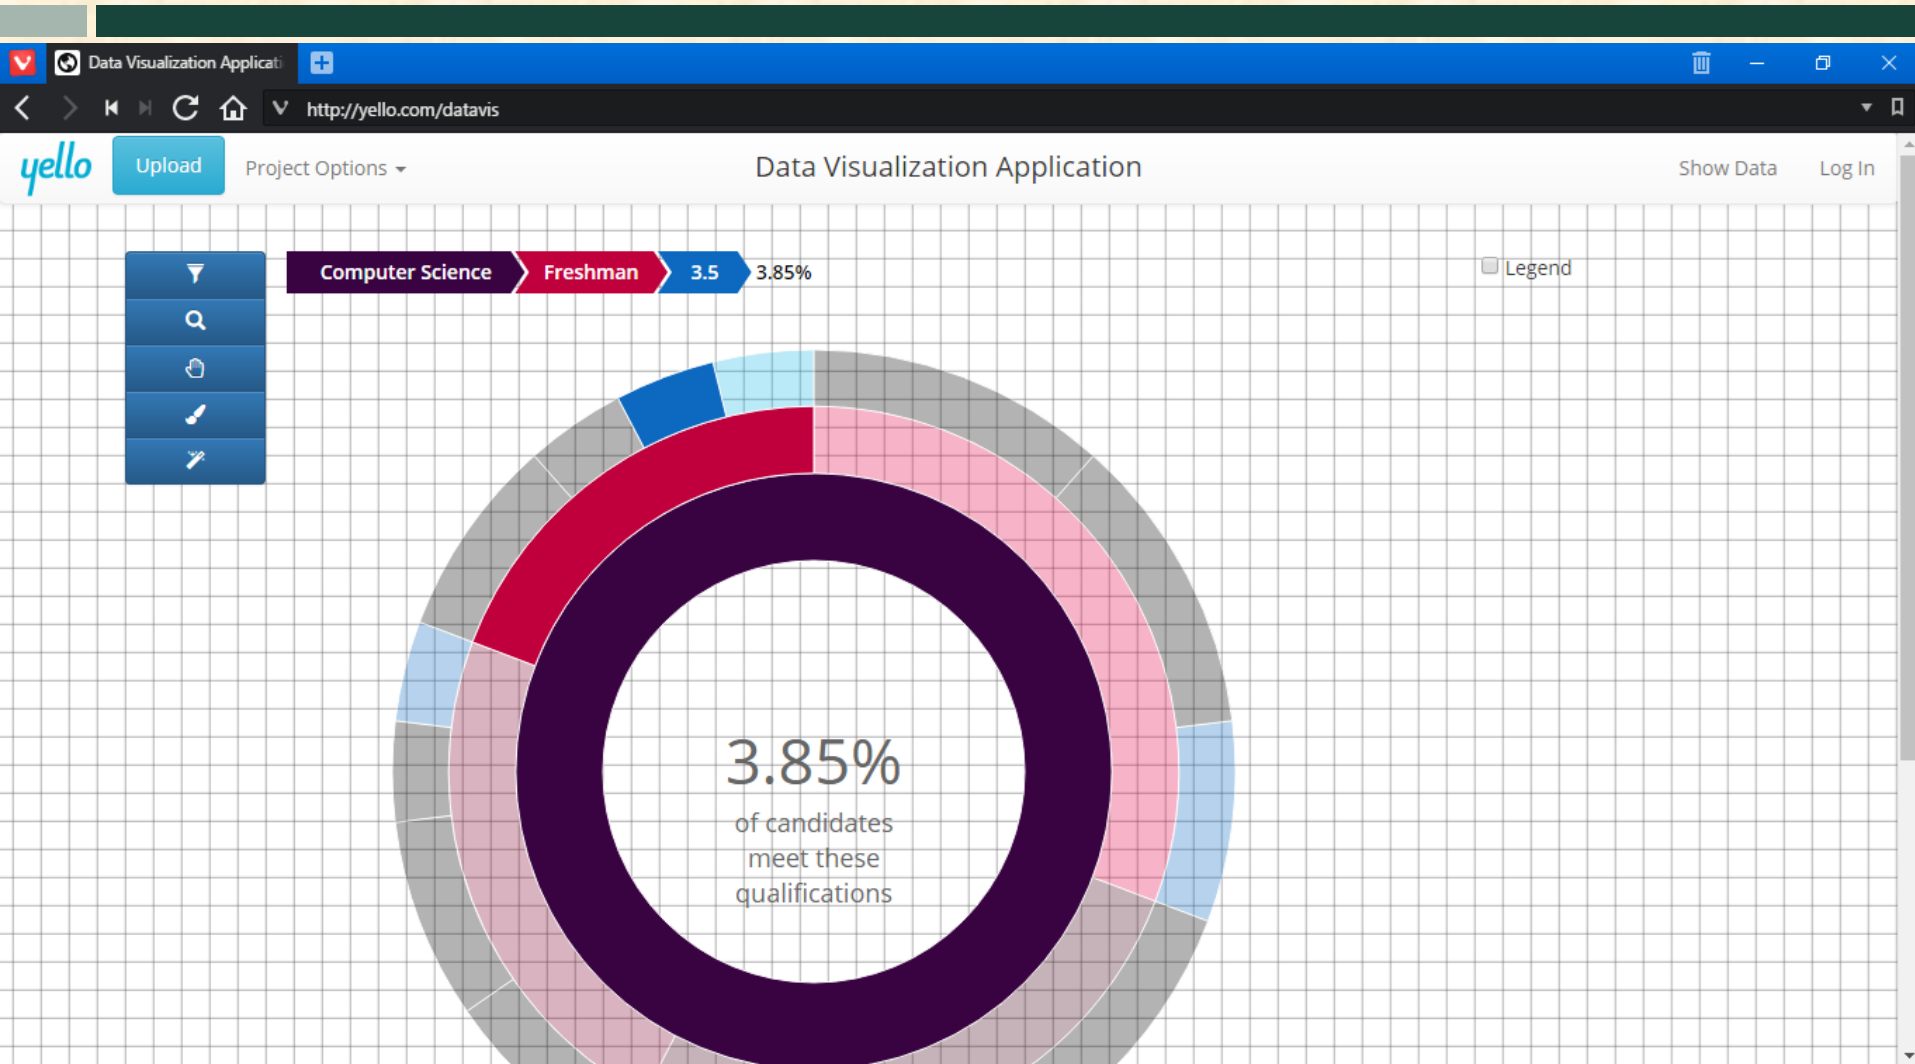 Data Visualization Applicati
http://yello.com/datavis
yello
Upload
Project Options
Data Visualization Application
Show Data
Log In
Computer Science
Freshman
3.5
3.85%
Legend
3.85%
of candidates
meet these
qualifications